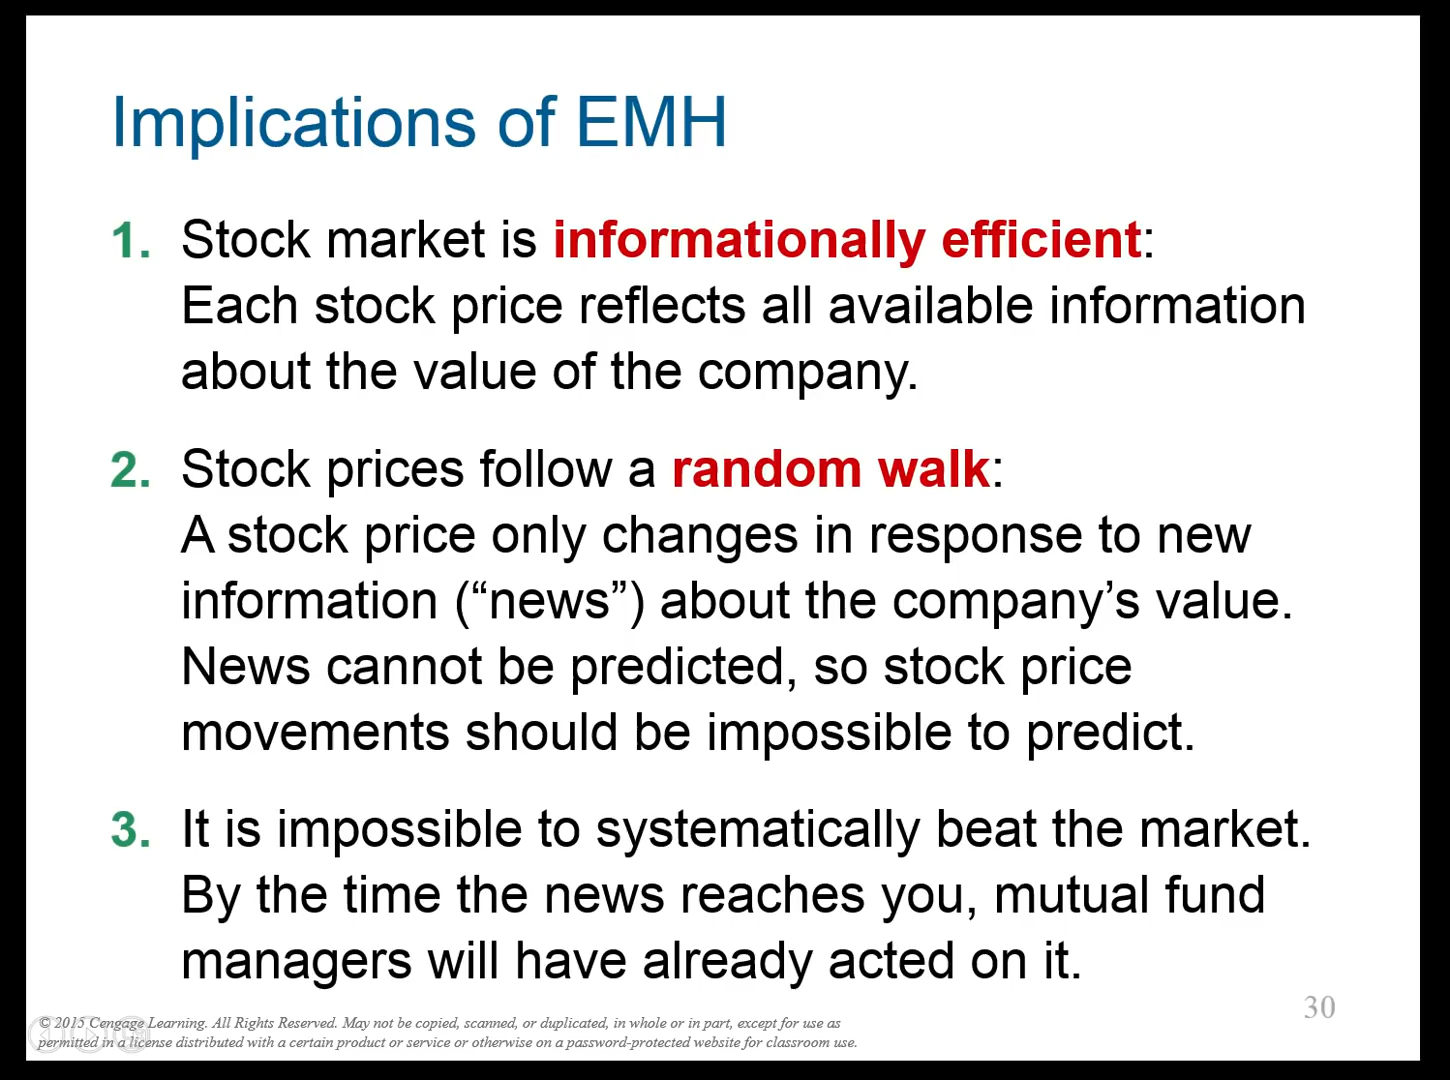 Implications of EMH
1. Stock market is informationally efficient:
Each stock price reflects all available information
about the value of the company.
2. Stock prices follow a random walk:
A stock price only changes in response to new
information (“news”) about the company’s value.
News cannot be predicted, so stock price
movements should be impossible to predict.
3. It is impossible to systematically beat the market.
By the time the news reaches you, mutual fund
managers will have already acted on it.
30
© 2015 Cengage Learning. All Rights Reserved. May not be copied, scanned, or duplicated, in whole or in part, except for use as
permitted in a license distributed with a certain product or service or otherwise on a password-protected website for classroom use.